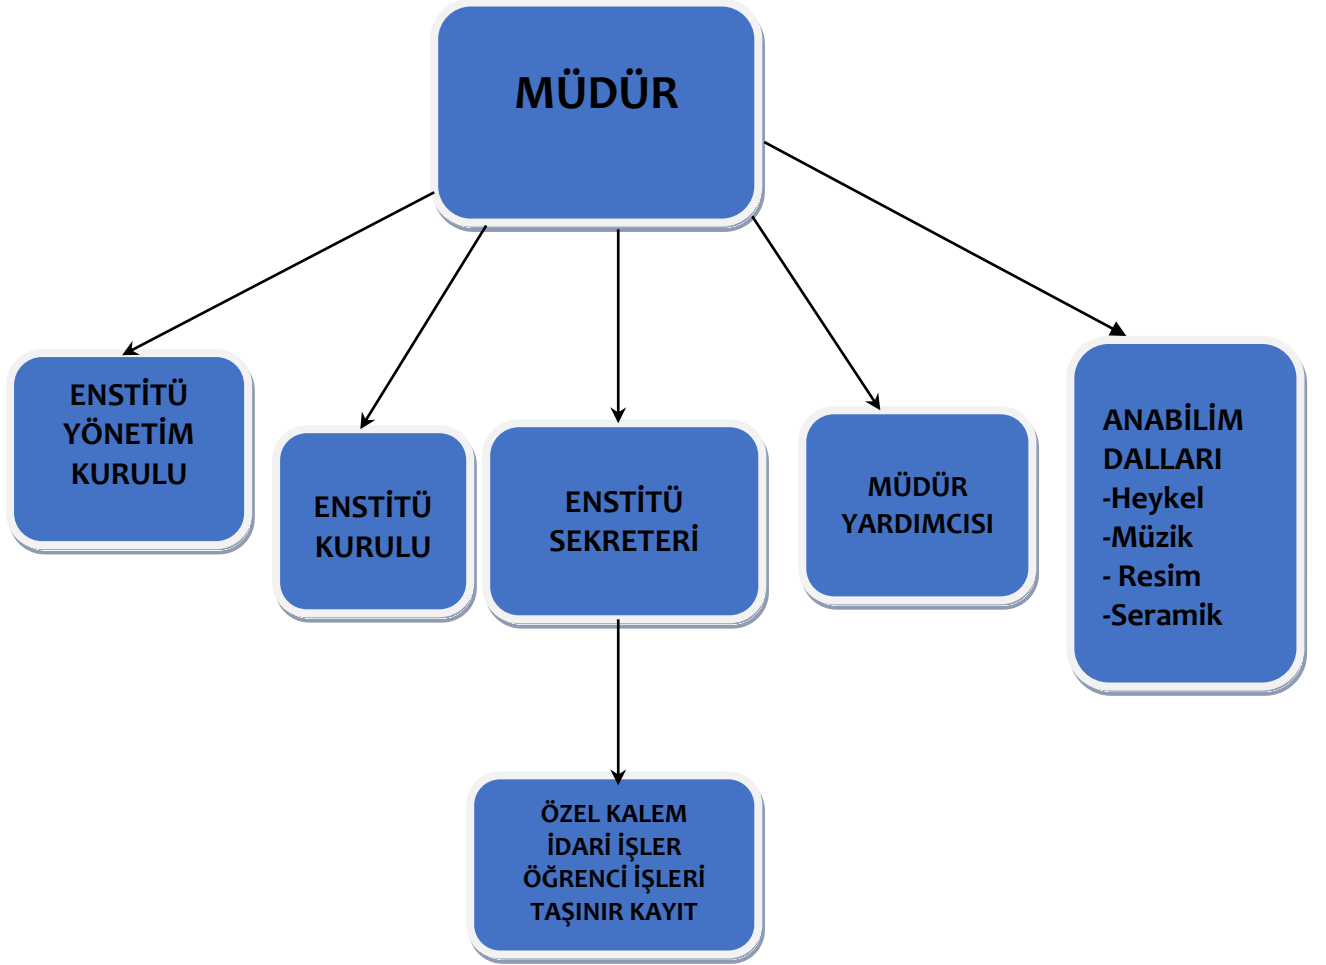 MÜDÜR
ENSTİTÜ
YÖNETİM
KURULU
ENSTİTÜ
KURULU
ENSTİTÜ
SEKRETERİ
MÜDÜR
YARDIMCISI
ANABİLİM
DALLARI
-Heykel
-Müzik
- Resim
-Seramik
ÖZEL KALEM
İDARİ İŞLER
ÖĞRENCİ İŞLERİ
TAŞINIR KAYIT